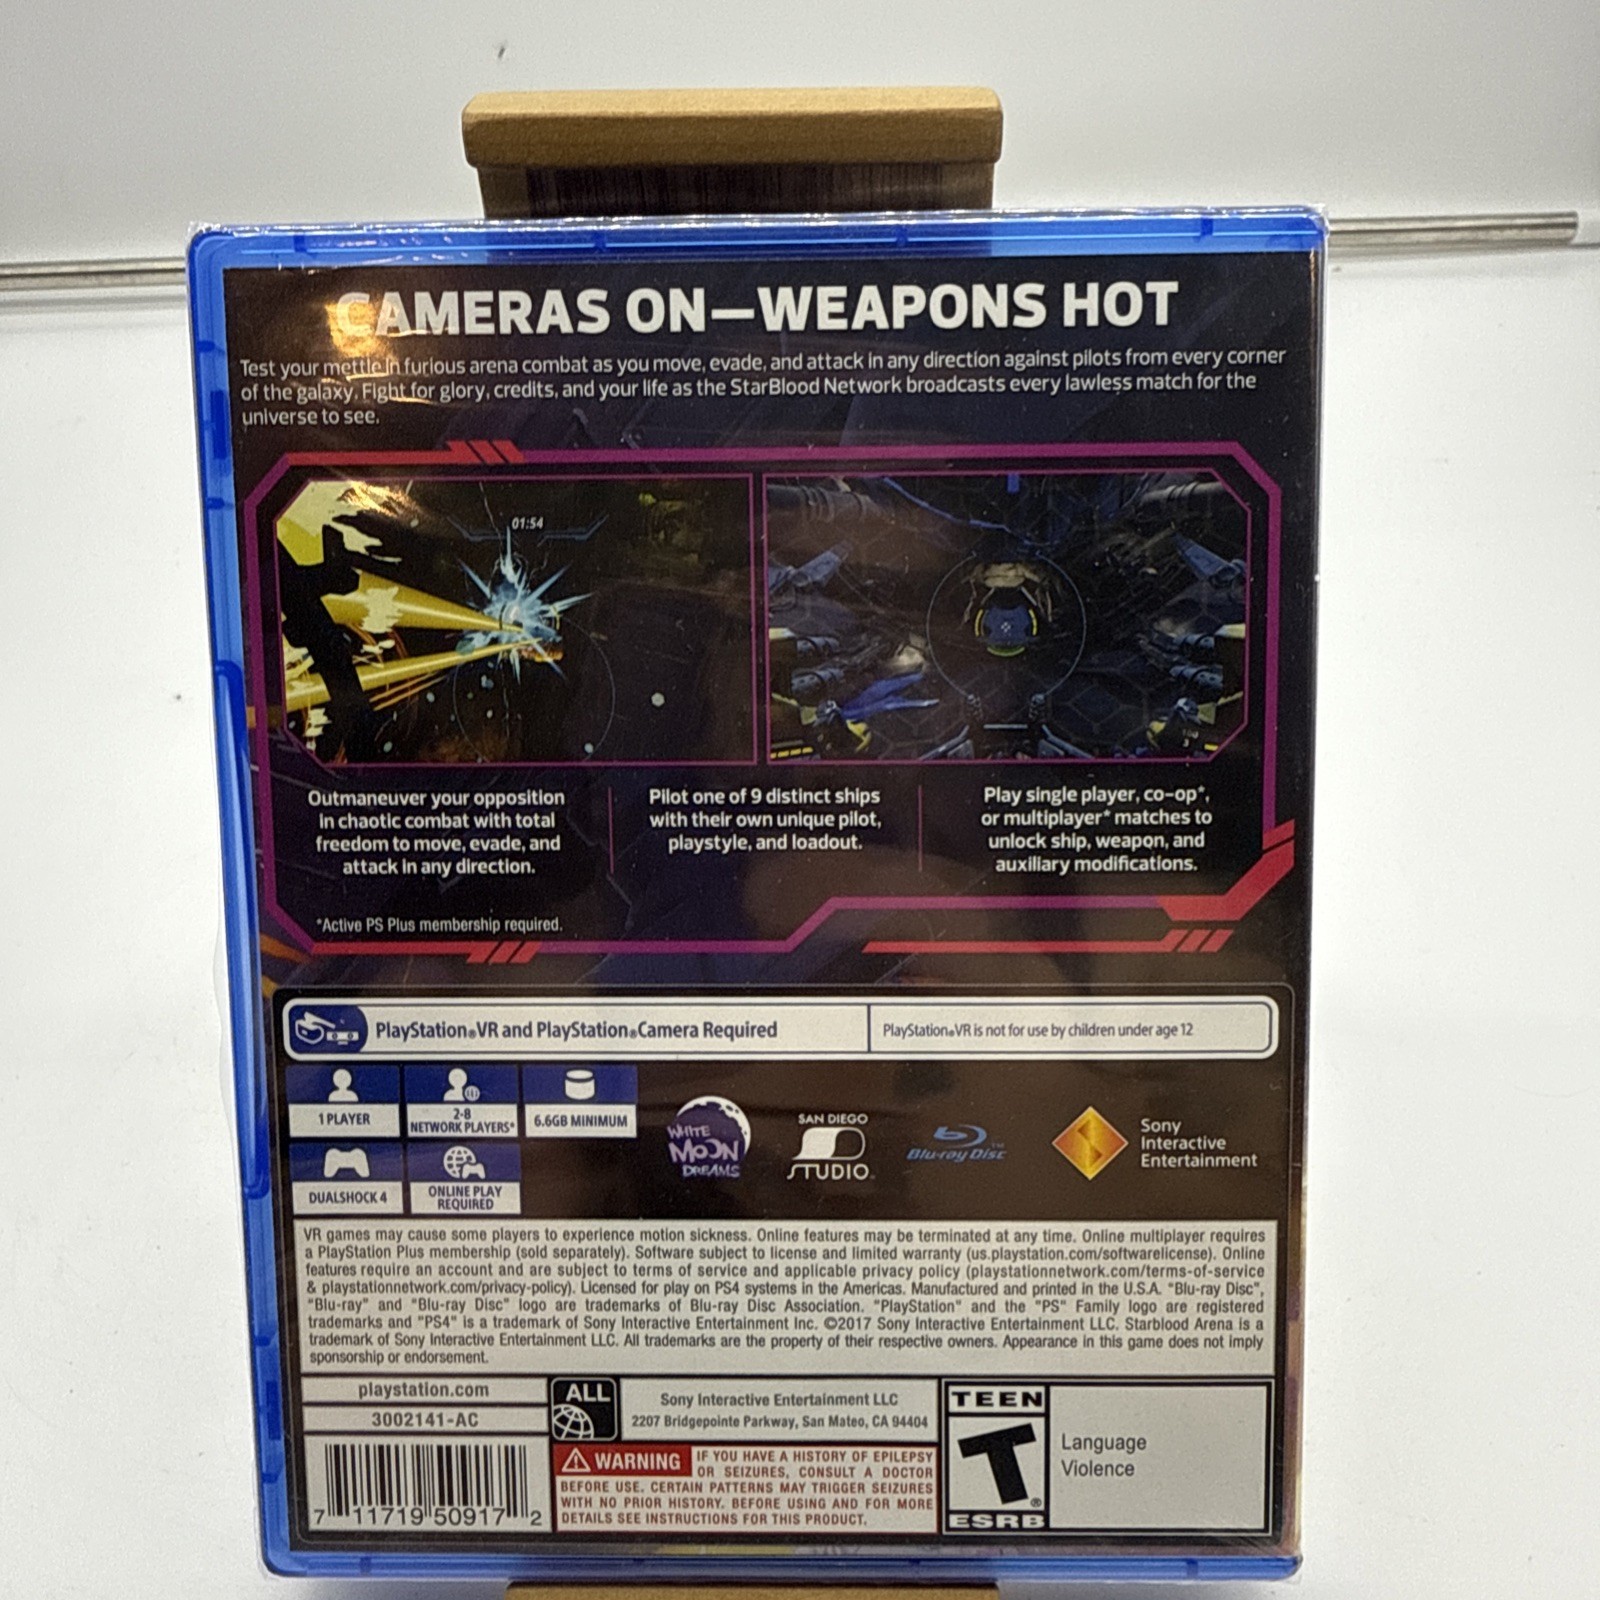 CAMERAS ON—WEAPONS HOT
Test your mettle in furious arena combat as you move, evade, and attack in any direction against pilots from every corner
of the galaxy. Fight for glory, credits, and your life as the StarBlood Network broadcasts every lawless match for the
universe to see.
01:54
Outmaneuver your opposition
in chaotic combat with total
freedom to move, evade, and
attack in any direction.
Pilot one of 9 distinct ships
with their own unique pilot,
playstyle, and loadout.
Play single player, co-op*,
or multiplayer* matches to
unlock ship, weapon, and
auxiliary modifications.
*Active PS Plus membership required.
PlayStation®VR and PlayStation®Camera Required
PlayStation®VR is not for use by children under age 12
1 PLAYER
2-8
NETWORK PLAYERS*
6.6GB MINIMUM
DUALSHOCK 4
ONLINE PLAY
REQUIRED
WHITE
MOON
DREAMS
SAN DIEGO
STUDIO
Blu-ray Disc™
Sony
Interactive
Entertainment
VR games may cause some players to experience motion sickness. Online features may be terminated at any time. Online multiplayer requires
a PlayStation Plus membership (sold separately). Software subject to license and limited warranty (us.playstation.com/softwarelicense). Online
features require an account and are subject to terms of service and applicable privacy policy (playstationnetwork.com/terms-of-service
& playstationnetwork.com/privacy-policy). Licensed for play on PS4 systems in the Americas. Manufactured and printed in the U.S.A. "Blu-ray Disc",
"Blu-ray" and "Blu-ray Disc" logo are trademarks of Blu-ray Disc Association. "PlayStation" and the "PS" Family logo are registered
trademarks and "PS4" is a trademark of Sony Interactive Entertainment Inc. ©2017 Sony Interactive Entertainment LLC. Starblood Arena is a
trademark of Sony Interactive Entertainment LLC. All trademarks are the property of their respective owners. Appearance in this game does not imply
sponsorship or endorsement.
playstation.com
3002141-AC
7 11719 50917 2
ALL
Sony Interactive Entertainment LLC
2207 Bridgepointe Parkway, San Mateo, CA 94404
WARNING IF YOU HAVE A HISTORY OF EPILEPSY
OR SEIZURES, CONSULT A DOCTOR
BEFORE USE. CERTAIN PATTERNS MAY TRIGGER SEIZURES
WITH NO PRIOR HISTORY. BEFORE USING AND FOR MORE
DETAILS SEE INSTRUCTIONS FOR THIS PRODUCT.
TEEN
T®
ESRB
Language
Violence